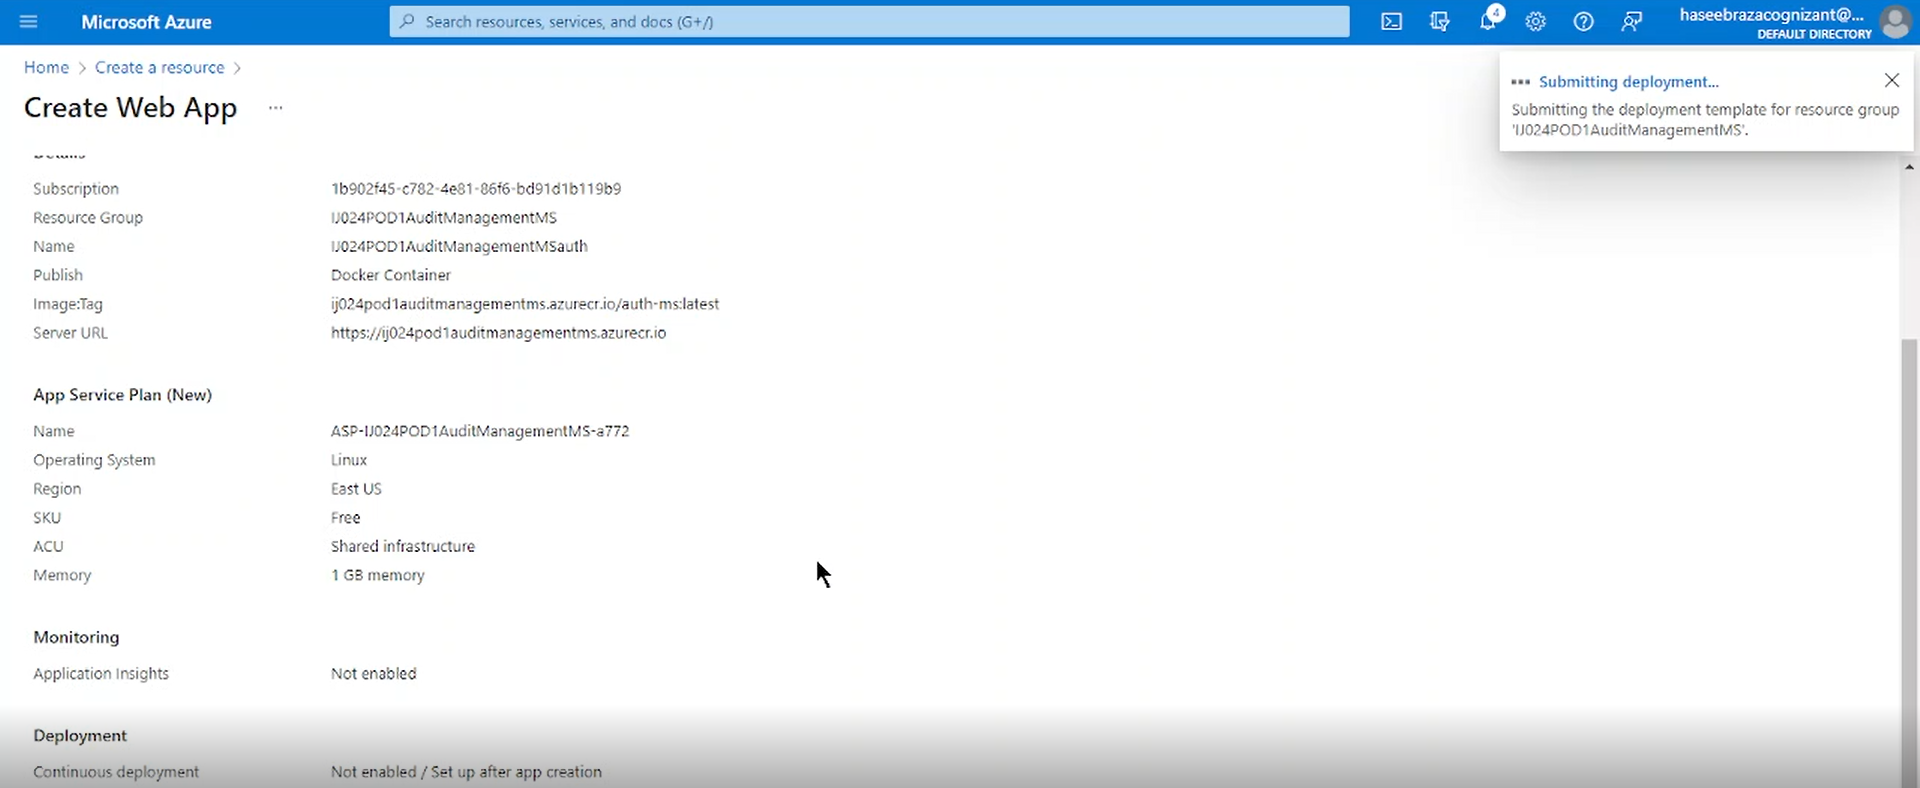 Microsoft Azure
Search resources, services, and docs (G+/)
4
haseebrazacognizant@...
DEFAULT DIRECTORY
Home > Create a resource >
Create Web App ...
Submitting deployment...
Submitting the deployment template for resource group
'IJ024POD1AuditManagementMS'.
Details
Subscription 1b902f45-c782-4e81-86f6-bd91d1b119b9
Resource Group IJ024POD1AuditManagementMS
Name IJ024POD1AuditManagementMSauth
Publish Docker Container
Image:Tag ij024pod1auditmanagementms.azurecr.io/auth-ms:latest
Server URL https://ij024pod1auditmanagementms.azurecr.io
App Service Plan (New)
Name ASP-IJ024POD1AuditManagementMS-a772
Operating System Linux
Region East US
SKU Free
ACU Shared infrastructure
Memory 1 GB memory
Monitoring
Application Insights Not enabled
Deployment
Continuous deployment Not enabled / Set up after app creation